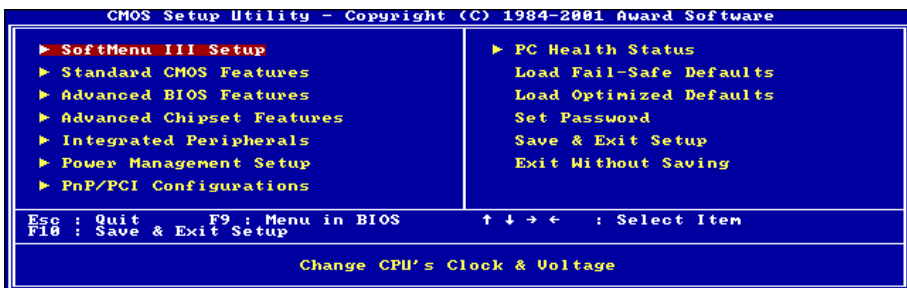 CMOS Setup Utility - Copyright (C) 1984-2001 Award Software
► SoftMenu III Setup
► Standard CMOS Features
► Advanced BIOS Features
► Advanced Chipset Features
► Integrated Peripherals
► Power Management Setup
► PnP/PCI Configurations
► PC Health Status
Load Fail-Safe Defaults
Load Optimized Defaults
Set Password
Save & Exit Setup
Exit Without Saving
Esc : Quit F9 : Menu in BIOS ↑ ↓ → ← : Select Item
F10 : Save & Exit Setup
Change CPU's Clock & Voltage